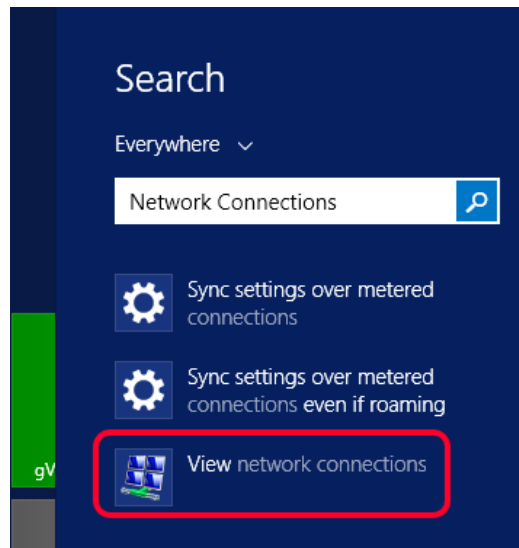 Search
Everywhere
Network Connections
Sync settings over metered
connections
Sync settings over metered
connections even if roaming
View network connections
gV